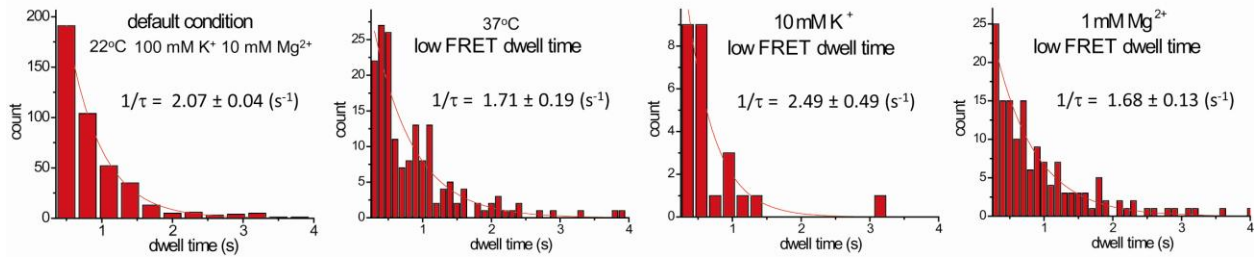 default condition
22°C 100 mM K⁺ 10 mM Mg²⁺
1/τ = 2.07 ± 0.04 (s⁻¹)
count
200
150
100
50
0
1 2 3 4
dwell time (s)
37°C
low FRET dwell time
1/τ = 1.71 ± 0.19 (s⁻¹)
count
25
20
15
10
5
0
1 2 3 4
dwell time (s)
10 mM K⁺
low FRET dwell time
1/τ = 2.49 ± 0.49 (s⁻¹)
count
8
6
4
2
0
1 2 3 4
dwell time (s)
1 mM Mg²⁺
low FRET dwell time
1/τ = 1.68 ± 0.13 (s⁻¹)
count
25
20
15
10
5
0
1 2 3 4
dwell time (s)